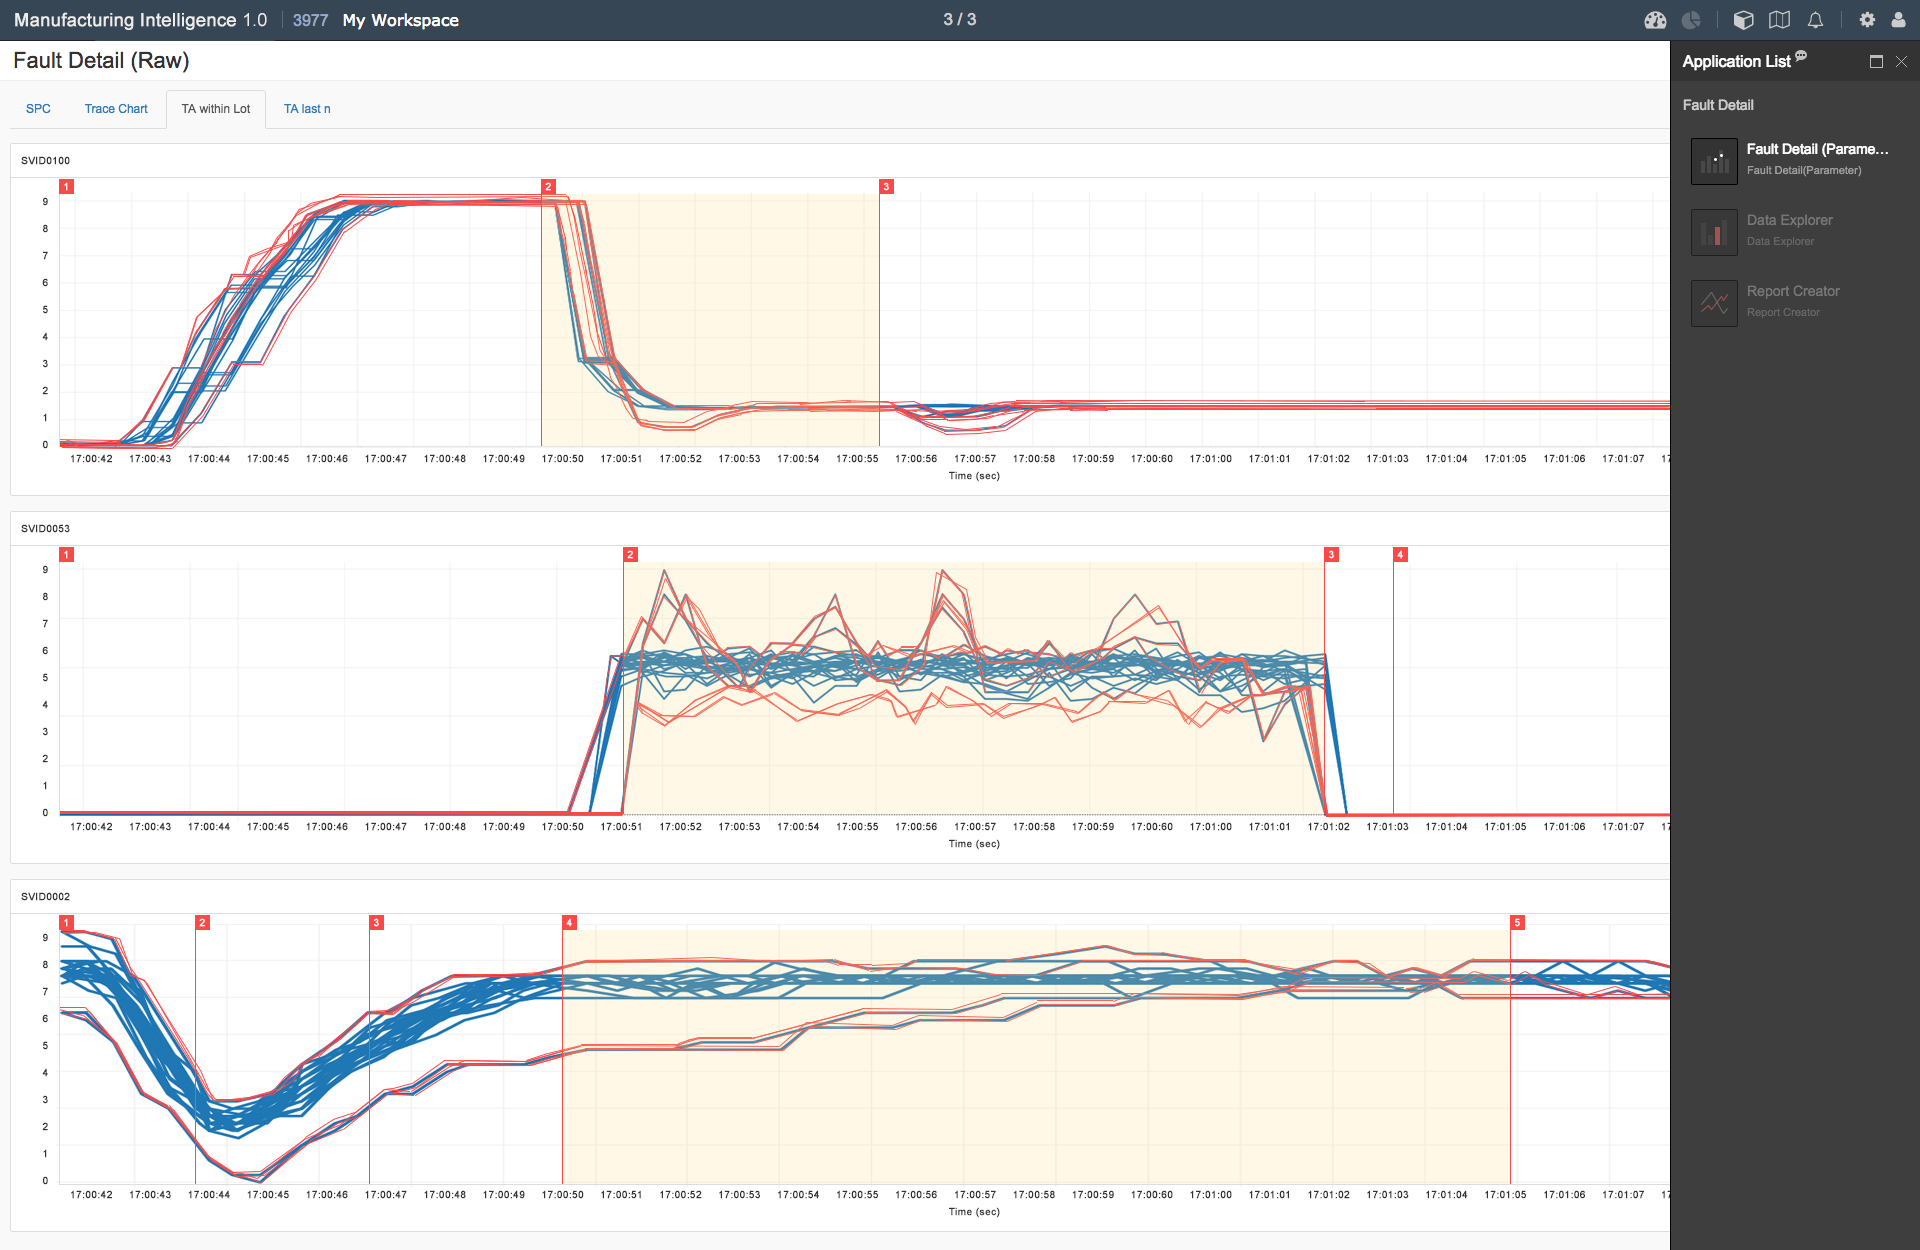 Manufacturing Intelligence 1.0 3977 My Workspace 3 / 3
Fault Detail (Raw)
SPC Trace Chart TA within Lot TA last n
SVID0100
1 2 3
9
8
7
6
5
4
3
2
1
0
17:00:42 17:00:43 17:00:44 17:00:45 17:00:46 17:00:47 17:00:48 17:00:49 17:00:50 17:00:51 17:00:52 17:00:53 17:00:54 17:00:55 17:00:56 17:00:57 17:00:58 17:00:59 17:00:60 17:01:00 17:01:01 17:01:02 17:01:03 17:01:04 17:01:05 17:01:06 17:01:07
Time (sec)
SVID0053
1 2 3 4
9
8
7
6
5
4
3
2
1
0
17:00:42 17:00:43 17:00:44 17:00:45 17:00:46 17:00:47 17:00:48 17:00:49 17:00:50 17:00:51 17:00:52 17:00:53 17:00:54 17:00:55 17:00:56 17:00:57 17:00:58 17:00:59 17:00:60 17:01:00 17:01:01 17:01:02 17:01:03 17:01:04 17:01:05 17:01:06 17:01:07
Time (sec)
SVID0002
1 2 3 4 5
9
8
7
6
5
4
3
2
1
0
17:00:42 17:00:43 17:00:44 17:00:45 17:00:46 17:00:47 17:00:48 17:00:49 17:00:50 17:00:51 17:00:52 17:00:53 17:00:54 17:00:55 17:00:56 17:00:57 17:00:58 17:00:59 17:00:60 17:01:00 17:01:01 17:01:02 17:01:03 17:01:04 17:01:05 17:01:06 17:01:07
Time (sec)
Application List
Fault Detail
Fault Detail (Parame...
Fault Detail(Parameter)
Data Explorer
Data Explorer
Report Creator
Report Creator